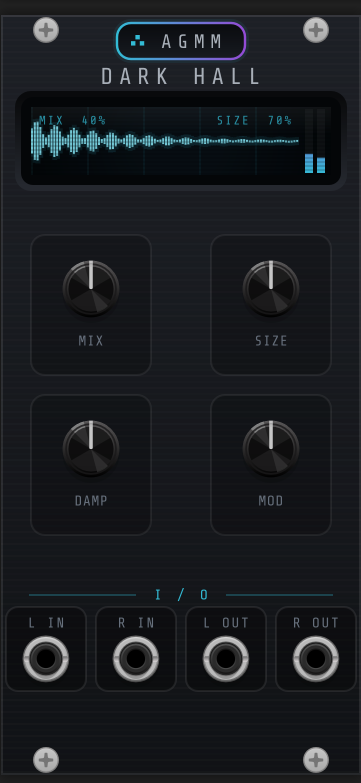 AGMM
DARK HALL
MIX 40% SIZE 70%
MIX SIZE
DAMP MOD
I / O
L IN R IN L OUT R OUT